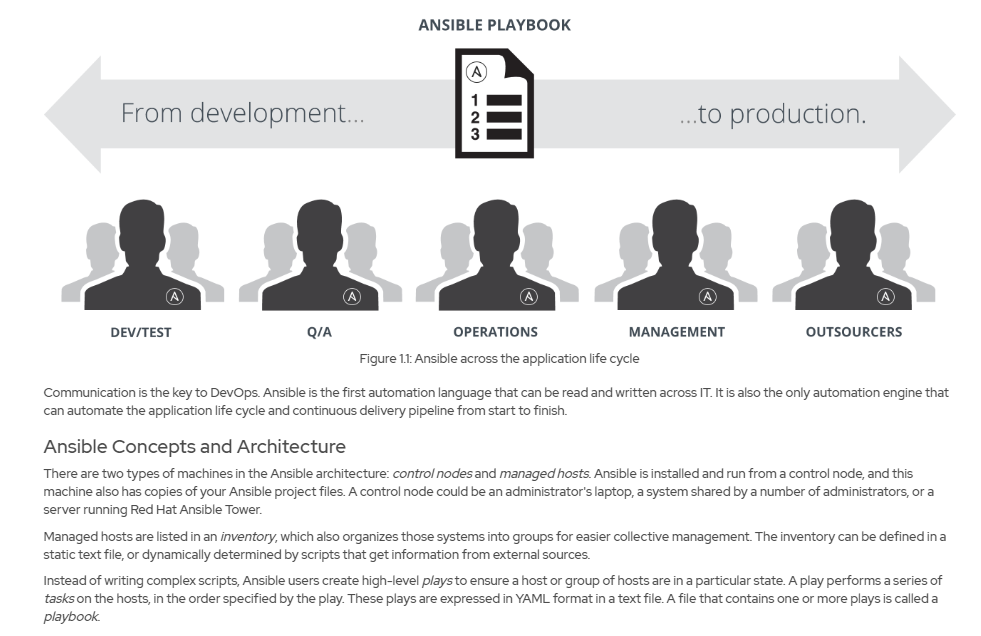 ANSIBLE PLAYBOOK
From development...
...to production.
A
1
2
3
A
A
A
A
A
DEV/TEST
Q/A
OPERATIONS
MANAGEMENT
OUTSOURCERS
Figure 1.1: Ansible across the application life cycle
Communication is the key to DevOps. Ansible is the first automation language that can be read and written across IT. It is also the only automation engine that
can automate the application life cycle and continuous delivery pipeline from start to finish.
Ansible Concepts and Architecture
There are two types of machines in the Ansible architecture: control nodes and managed hosts. Ansible is installed and run from a control node, and this
machine also has copies of your Ansible project files. A control node could be an administrator's laptop, a system shared by a number of administrators, or a
server running Red Hat Ansible Tower.
Managed hosts are listed in an inventory, which also organizes those systems into groups for easier collective management. The inventory can be defined in a
static text file, or dynamically determined by scripts that get information from external sources.
Instead of writing complex scripts, Ansible users create high-level plays to ensure a host or group of hosts are in a particular state. A play performs a series of
tasks on the hosts, in the order specified by the play. These plays are expressed in YAML format in a text file. A file that contains one or more plays is called a
playbook.